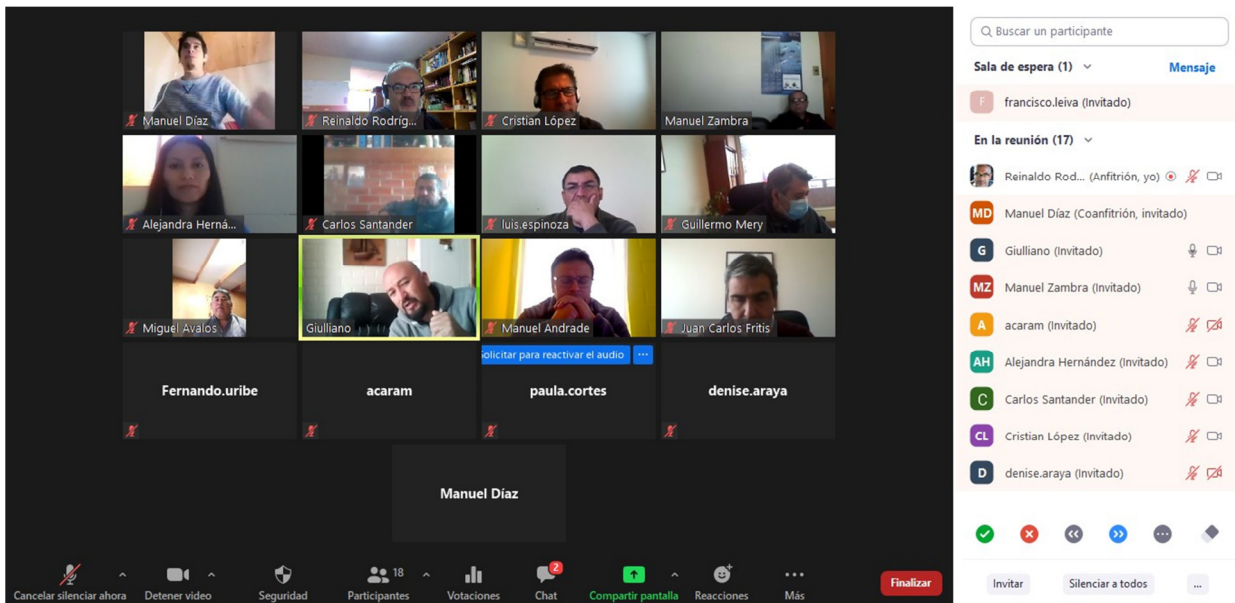 Manuel Díaz
Reinaldo Rodríg...
Cristian López
Manuel Zambra
Alejandra Herná...
Carlos Santander
luis.espinoza
Guillermo Mery
Miguel Avalos
Giulliano
Manuel Andrade
Juan Carlos Fritis
Solicitar para reactivar el audio ...
Fernando.uribe
acaram
paula.cortes
denise.araya
Manuel Díaz
Cancelar silenciar ahora
Detener video
Seguridad
18
Participantes
Votaciones
2
Chat
Compartir pantalla
Reacciones
Más
Finalizar
Buscar un participante
Sala de espera (1)
Mensaje
F francisco.leiva (Invitado)
En la reunión (17)
Reinaldo Rod... (Anfitrión, yo)
MD Manuel Díaz (Coanfitrión, invitado)
G Giulliano (Invitado)
MZ Manuel Zambra (Invitado)
A acaram (Invitado)
AH Alejandra Hernández (Invitado)
C Carlos Santander (Invitado)
CL Cristian López (Invitado)
D denise.araya (Invitado)
Invitar
Silenciar a todos
...